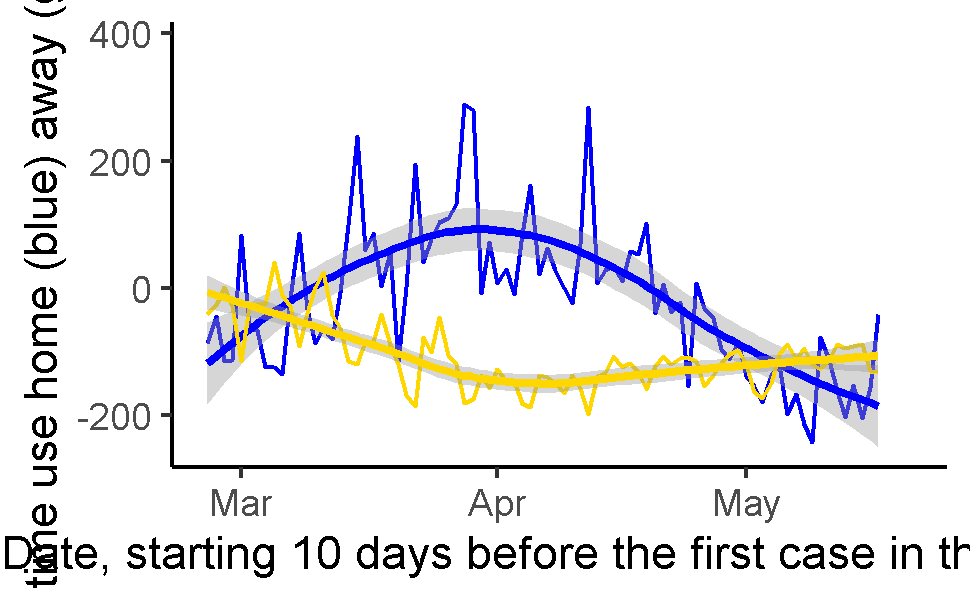 time use home (blue) away (
400
200
0
-200
Mar
Apr
May
Date, starting 10 days before the first case in th